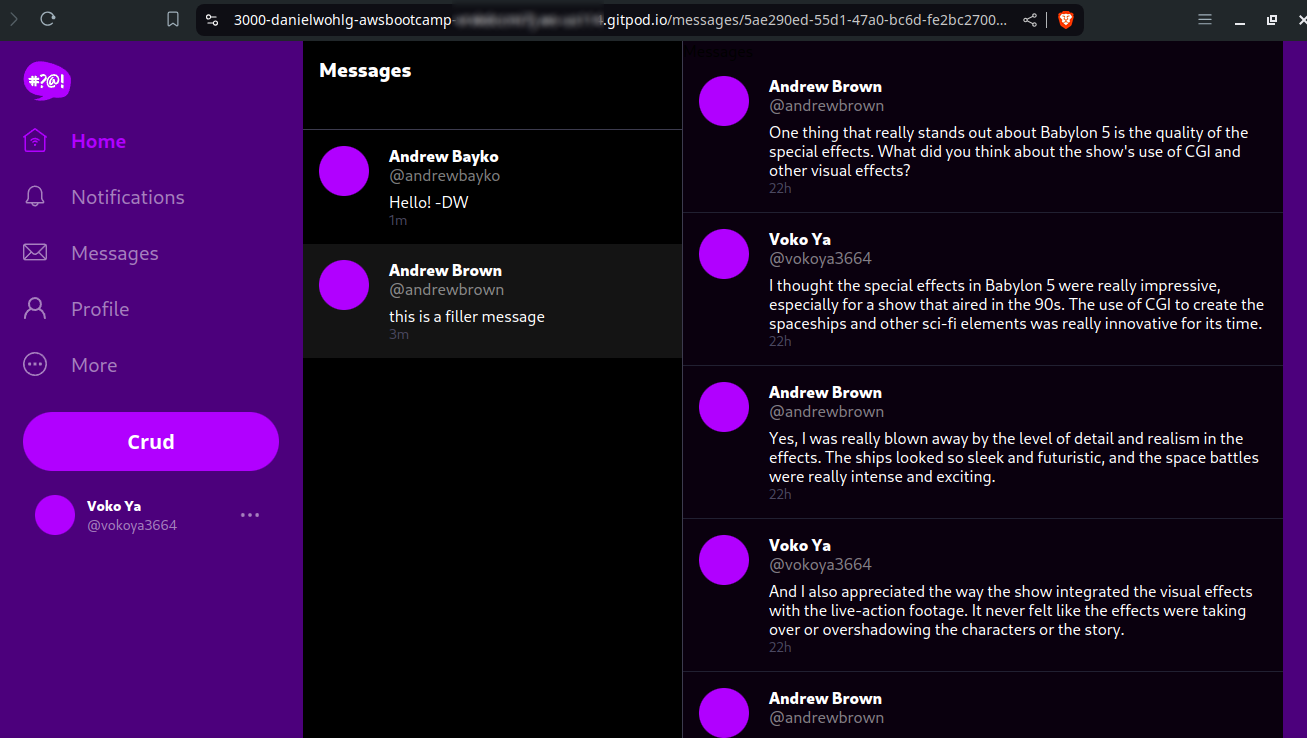 3000-danielwohlg-awsbootcamp- .gitpod.io/messages/5ae290ed-55d1-47a0-bc6d-fe2bc2700...
#?@!
Home
Notifications
Messages
Profile
More
Crud
Voko Ya
@vokoya3664
Messages
Andrew Bayko
@andrewbayko
Hello! -DW
1m
Andrew Brown
@andrewbrown
this is a filler message
3m
Andrew Brown
@andrewbrown
One thing that really stands out about Babylon 5 is the quality of the
special effects. What did you think about the show's use of CGI and
other visual effects?
22h
Voko Ya
@vokoya3664
I thought the special effects in Babylon 5 were really impressive,
especially for a show that aired in the 90s. The use of CGI to create the
spaceships and other sci-fi elements was really innovative for its time.
22h
Andrew Brown
@andrewbrown
Yes, I was really blown away by the level of detail and realism in the
effects. The ships looked so sleek and futuristic, and the space battles
were really intense and exciting.
22h
Voko Ya
@vokoya3664
And I also appreciated the way the show integrated the visual effects
with the live-action footage. It never felt like the effects were taking
over or overshadowing the characters or the story.
22h
Andrew Brown
@andrewbrown